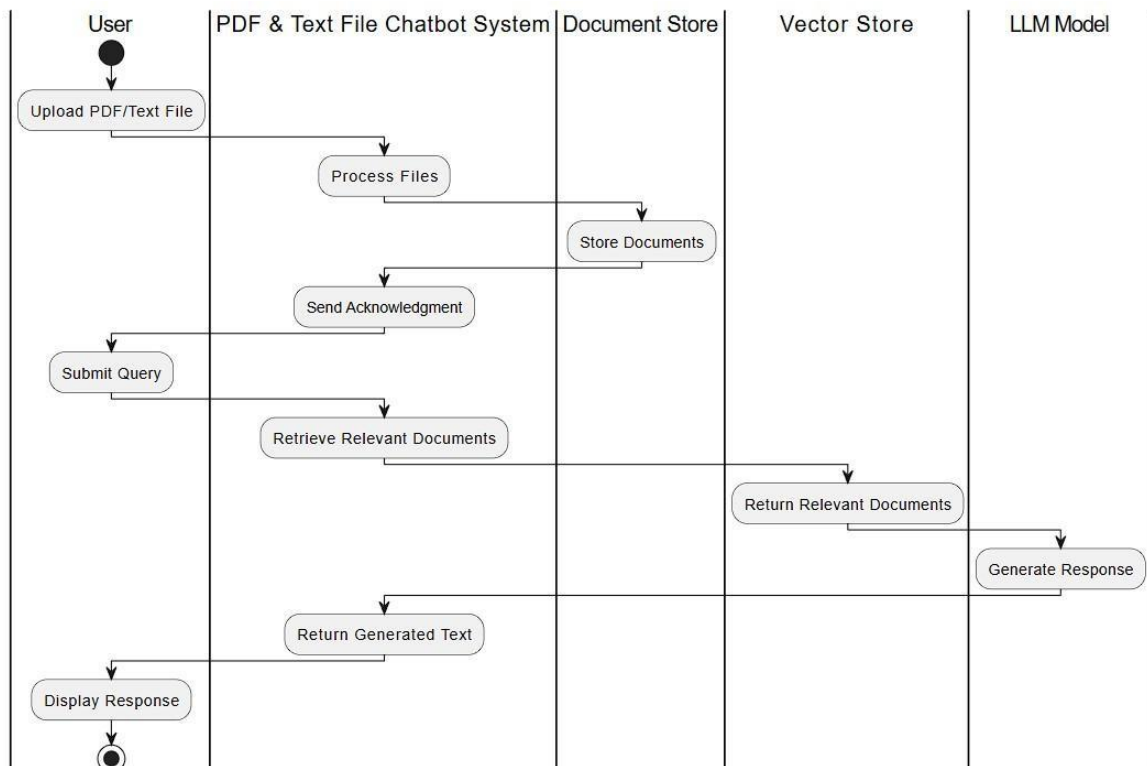 User
PDF & Text File Chatbot System
Document Store
Vector Store
LLM Model
Upload PDF/Text File
Process Files
Store Documents
Send Acknowledgment
Submit Query
Retrieve Relevant Documents
Return Relevant Documents
Generate Response
Return Generated Text
Display Response